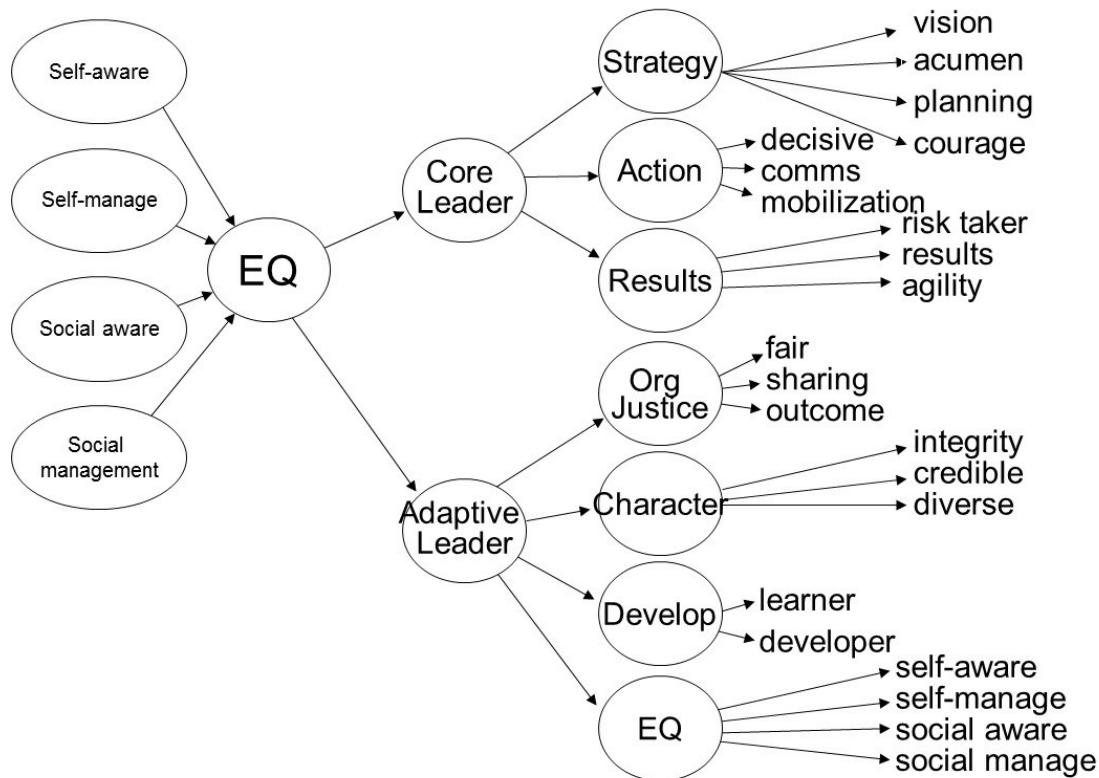 Self-aware
Self-manage
Social aware
Social
management
EQ
Core
Leader
Adaptive
Leader
Strategy
vision
acumen
planning
courage
Action
decisive
comms
mobilization
Results
risk taker
results
agility
Org
Justice
fair
sharing
outcome
Character
integrity
credible
diverse
Develop
learner
developer
EQ
self-aware
self-manage
social aware
social manage